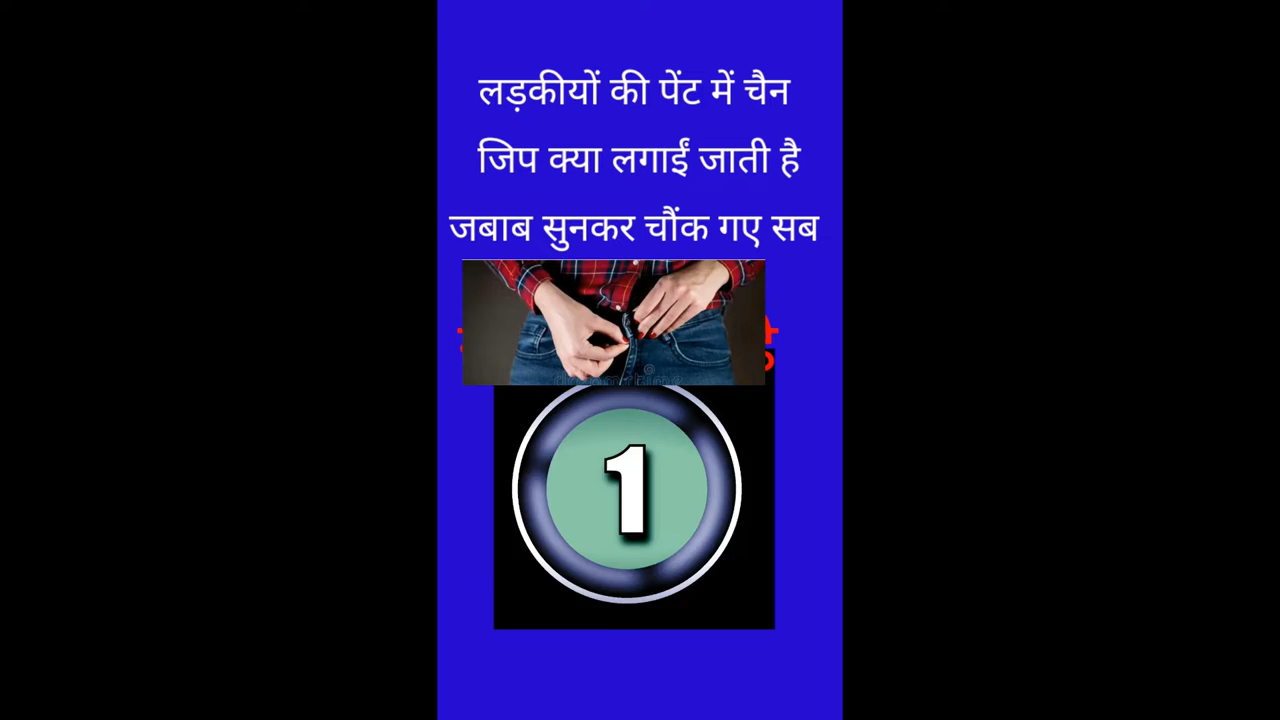 लड़कीयों की पेंट में चैन
जिप क्या लगाईं जाती है
जबाब सुनकर चौंक गए सब
1